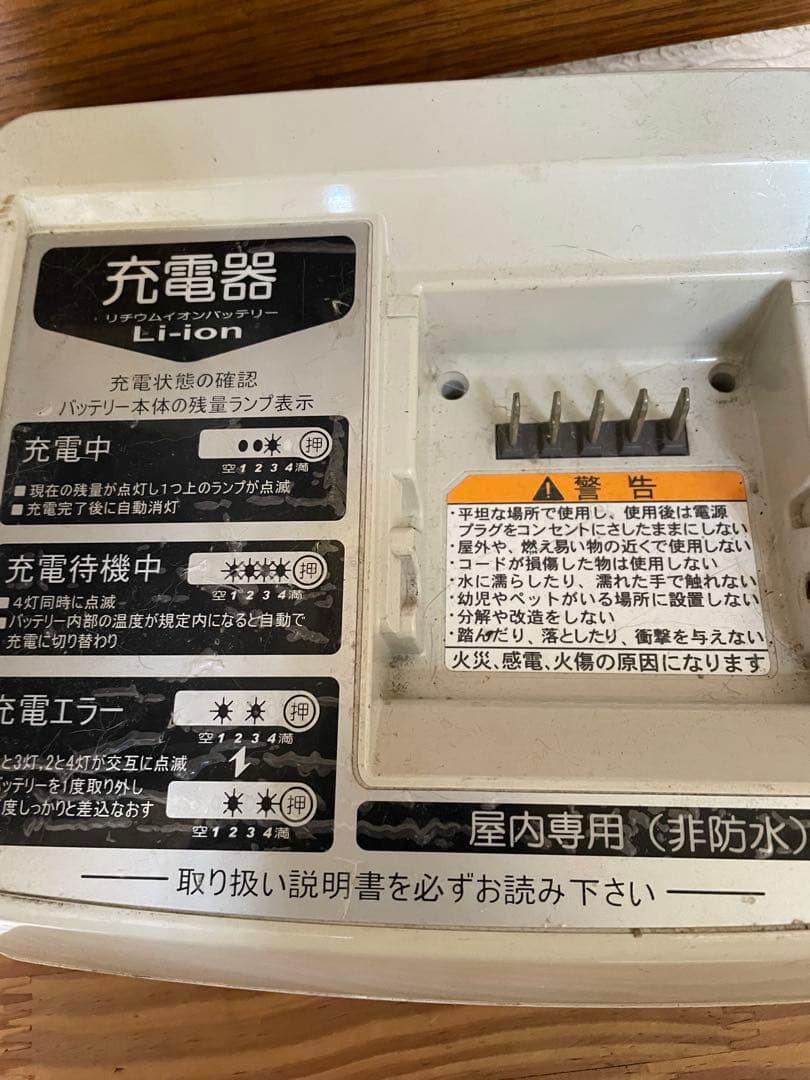 充電器
リチウムイオンバッテリー
Li-ion
充電状態の確認
バッテリー本体の残量ランプ表示
充電中
押
空1234満
■現在の残量が点灯し1つ上のランプが点滅
■充電完了後に自動消灯
充電待機中
押
空1234満
■4灯同時に点滅
■バッテリー内部の温度が規定内になると自動で
充電に切り替わり
充電エラー
押
空1234満
と3灯,2と4灯が交互に点滅
ッテリーを1度取り外し
度しっかりと差込なおす
押
空1234満
警告
・平坦な場所で使用し、使用後は電源
プラグをコンセントにさしたままにしない
・屋外や、燃え易い物の近くで使用しない
・コードが損傷した物は使用しない
・水に濡らしたり、濡れた手で触れない
・幼児やペットがいる場所に設置しない
・分解や改造をしない
・踏んだり、落としたり、衝撃を与えない
火災、感電、火傷の原因になります
屋内専用（非防水）
取り扱い説明書を必ずお読み下さい